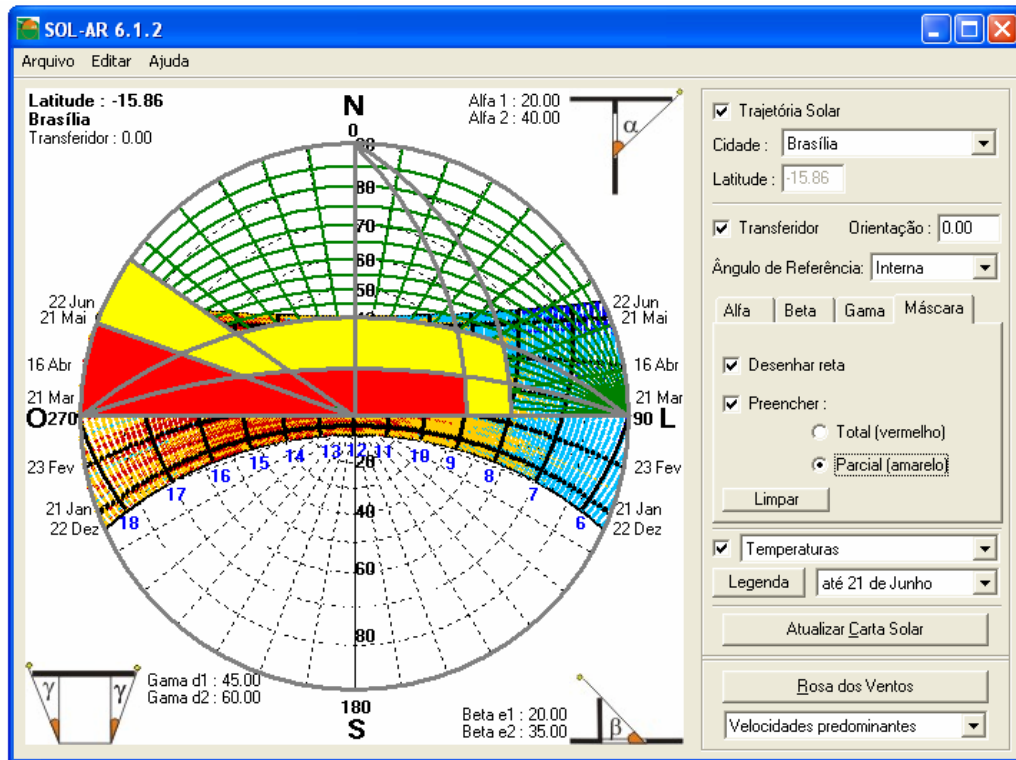 SOL-AR 6.1.2
Arquivo Editar Ajuda
Latitude : -15.86
Brasília
Transferidor : 0.00
N
0
Alfa 1 : 20.00
Alfa 2 : 40.00
α
80
70
60
50
22 Jun
21 Mai
16 Abr
21 Mar
O 270
23 Fev
21 Jan
22 Dez
22 Jun
21 Mai
16 Abr
21 Mar
90 L
23 Fev
21 Jan
22 Dez
18 17 16 15 14 13 12 11 10 9 8 7 6
20
40
60
80
180
S
γ γ
Gama d1 : 45.00
Gama d2 : 60.00
Beta e1 : 20.00
Beta e2 : 35.00
β
Trajetória Solar
Cidade : Brasília
Latitude : -15.86
Transferidor Orientação : 0.00
Ângulo de Referência: Interna
Alfa Beta Gama Máscara
Desenhar reta
Preencher :
Total (vermelho)
Parcial (amarelo)
Limpar
Temperaturas
Legenda até 21 de Junho
Atualizar Carta Solar
Rosa dos Ventos
Velocidades predominantes